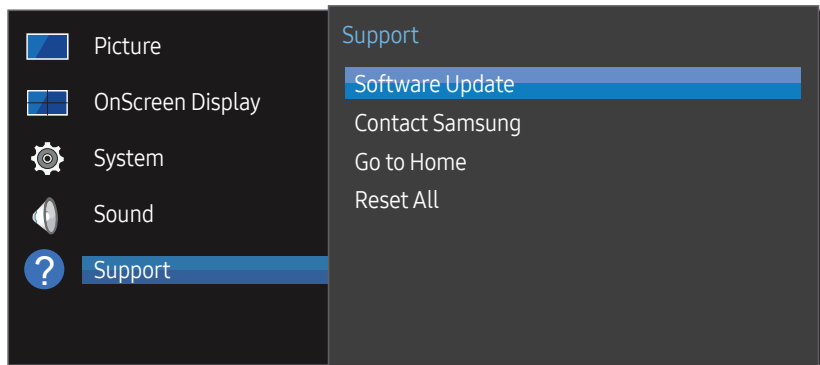 Picture
OnScreen Display
System
Sound
?
Support
Support
Software Update
Contact Samsung
Go to Home
Reset All